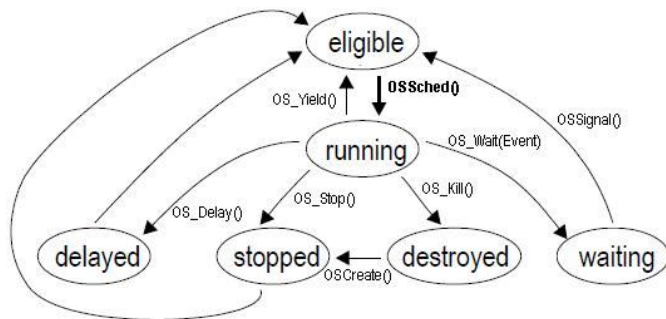 eligible
OS_Yield()
OSSched()
OSSignal()
OS_Wait(Event)
running
OS_Delay()
OS_Stop()
OS_Kill()
delayed
stopped
OSCreate()
destroyed
waiting